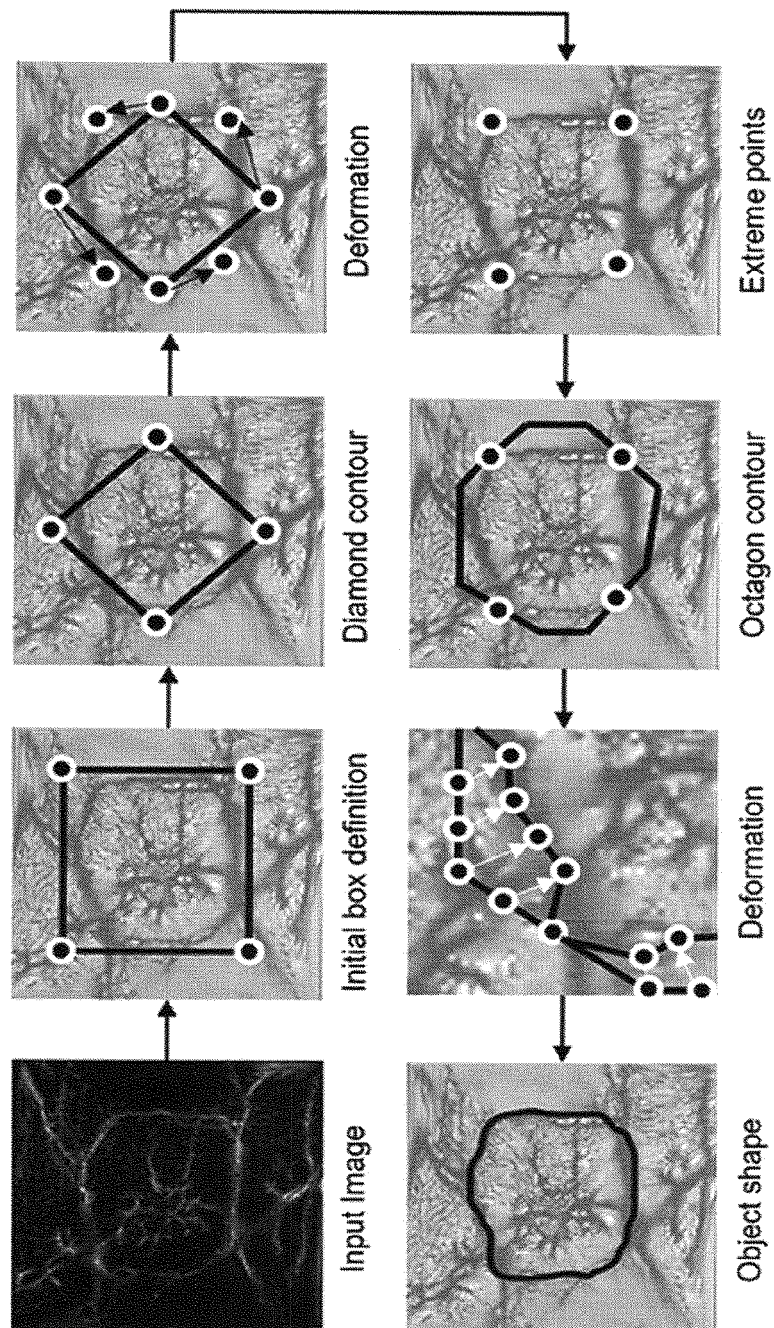 Input Image
Initial box definition
Diamond contour
Deformation
Extreme points
Octagon contour
Deformation
Object shape